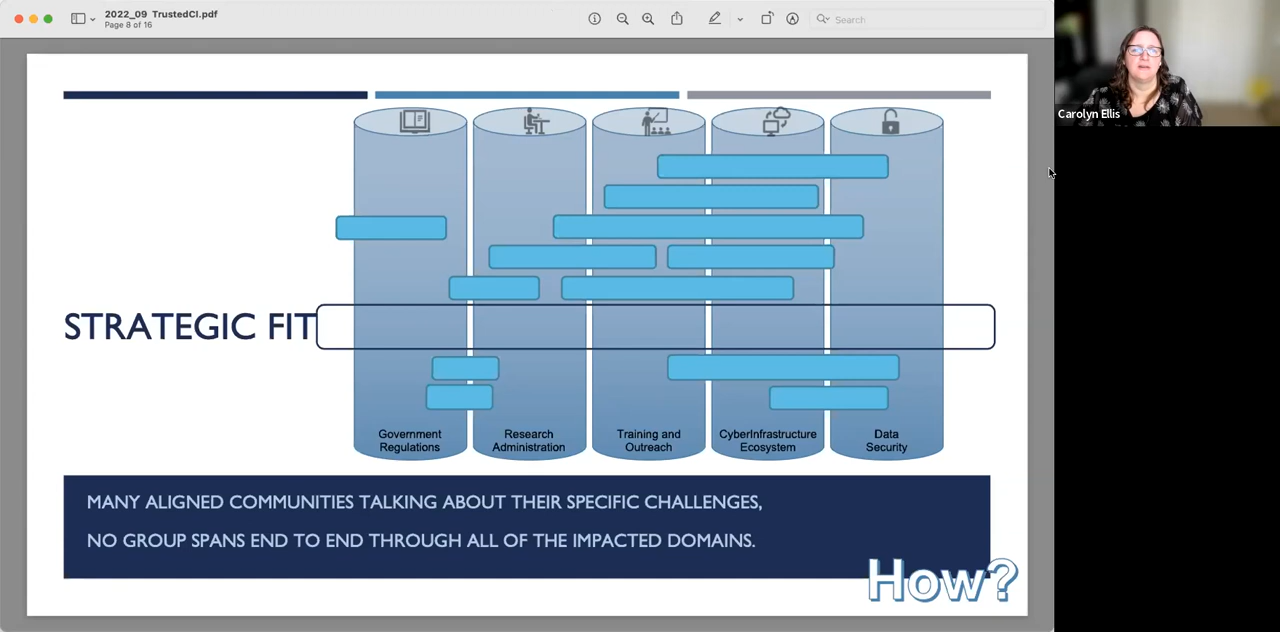 2022_09 TrustedCI.pdf
Page 8 of 16
Search
Carolyn Ellis
STRATEGIC FIT
Government
Regulations
Research
Administration
Training and
Outreach
CyberInfrastructure
Ecosystem
Data
Security
MANY ALIGNED COMMUNITIES TALKING ABOUT THEIR SPECIFIC CHALLENGES,
NO GROUP SPANS END TO END THROUGH ALL OF THE IMPACTED DOMAINS.
How?